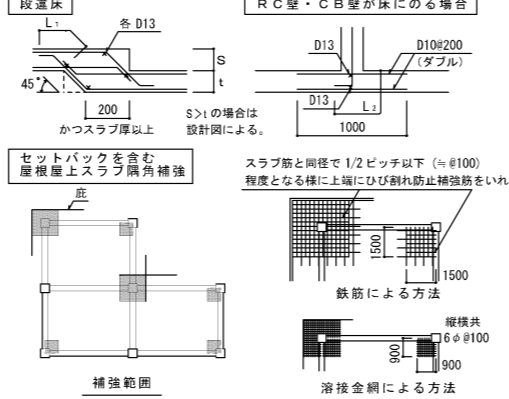 段違床
L₁
各 D13
S
t
45°
200
かつスラブ厚以上
S>t の場合は
設計図による。
RC壁・CB壁が床にのる場合
D13
D10@200
(ダブル)
D13
L₂
1000
セットバックを含む
屋根屋上スラブ隅角補強
庇
補強範囲
スラブ筋と同径で 1/2 ピッチ以下 (≒@100)
程度となる様に上端にひび割れ防止補強筋をいれ
1500
1500
鉄筋による方法
縦横共
6φ@100
900
900
溶接金網による方法